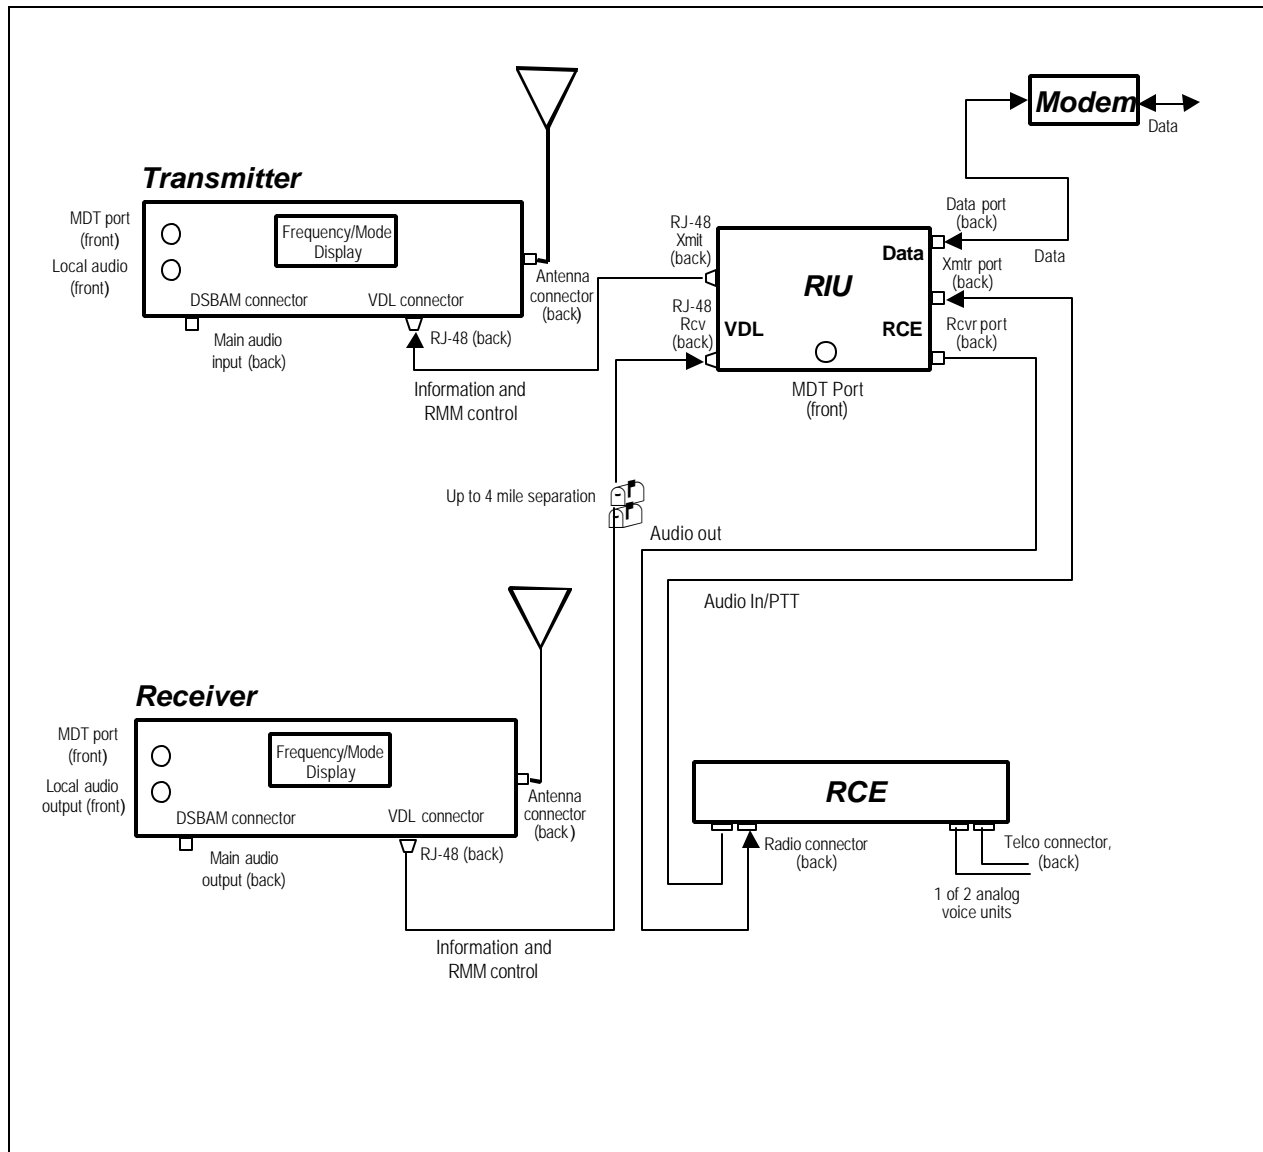 Modem
Data
Transmitter
MDT port
(front)
Local audio
(front)
Frequency/Mode
Display
DSBAM connector
VDL connector
Antenna
connector
(back)
Main audio
input (back)
RJ-48 (back)
Information and
RMM control
RJ-48
Xmit
(back)
RJ-48
Rcv
(back)
VDL
RIU
Data
RCE
MDT Port
(front)
Data port
(back)
Data
Xmtr port
(back)
Rcvr port
(back)
Up to 4 mile separation
Audio out
Audio In/PTT
Receiver
MDT port
(front)
Local audio
output (front)
Frequency/Mode
Display
DSBAM connector
VDL connector
Antenna
connector
(back)
Main audio
output (back)
RJ-48 (back)
Information and
RMM control
RCE
Radio connector
(back)
Telco connector,
(back)
1 of 2 analog
voice units